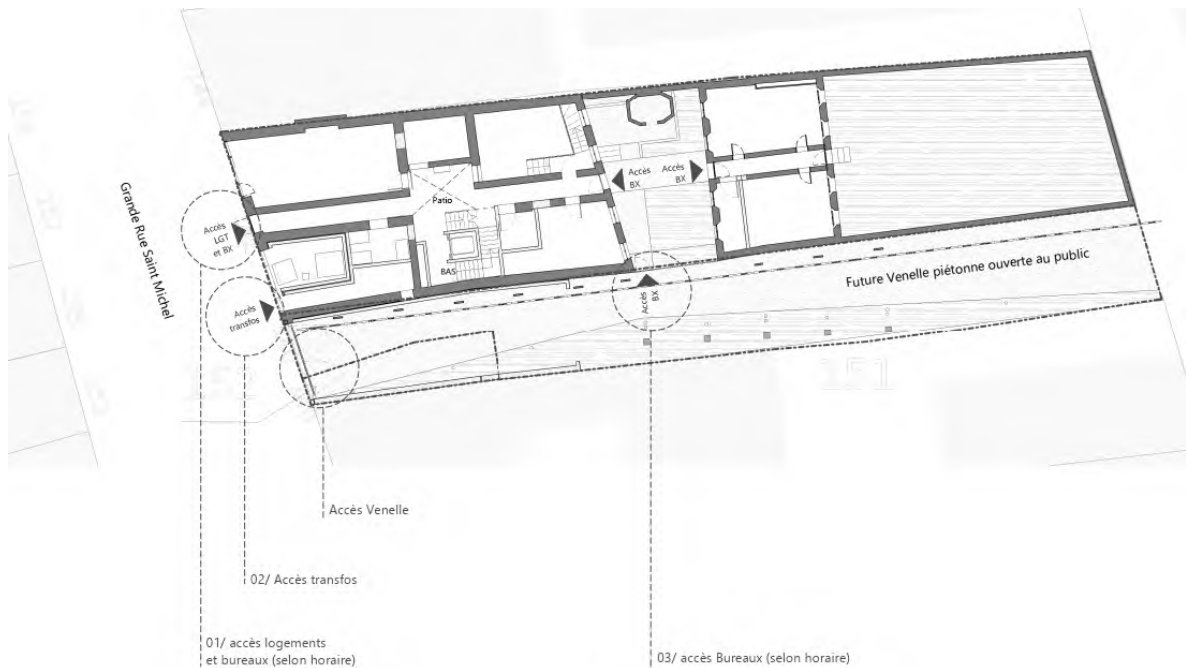 Grande Rue Saint Michel
Accès
LGT
et BX
Accès
transfos
Patio
BAS
Accès
BX
Accès
BX
Accès
BX
Future Venelle piétonne ouverte au public
152
151
Accès Venelle
02/ Accès transfos
01/ accès logements
et bureaux (selon horaire)
03/ accès Bureaux (selon horaire)